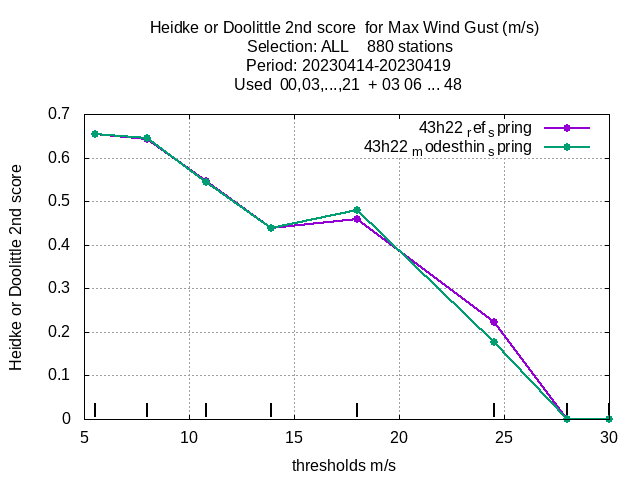 Heidke or Doolittle 2nd score  for Max Wind Gust (m/s)
Selection: ALL    880 stations
Period: 20230414-20230419
Used  00,03,...,21  + 03 06 ... 48
43h22 ref spring
43h22 modesthin spring
Heidke or Doolittle 2nd score
0.7
0.6
0.5
0.4
0.3
0.2
0.1
0
5 10 15 20 25 30
thresholds m/s